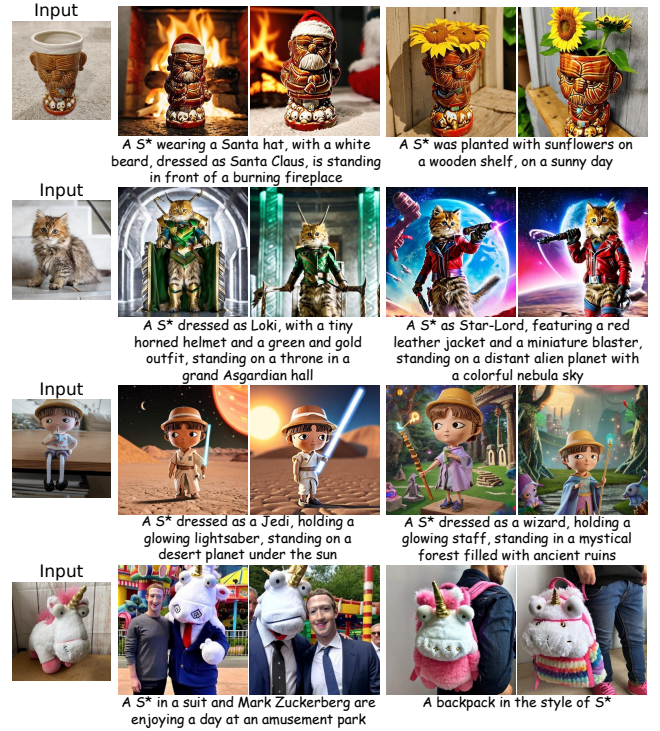 Input
A S* wearing a Santa hat, with a white
beard, dressed as Santa Claus, is standing
in front of a burning fireplace
A S* was planted with sunflowers on
a wooden shelf, on a sunny day
Input
A S* dressed as Loki, with a tiny
horned helmet and a green and gold
outfit, standing on a throne in a
grand Asgardian hall
A S* as Star-Lord, featuring a red
leather jacket and a miniature blaster,
standing on a distant alien planet with
a colorful nebula sky
Input
A S* dressed as a Jedi, holding a
glowing lightsaber, standing on a
desert planet under the sun
A S* dressed as a wizard, holding a
glowing staff, standing in a mystical
forest filled with ancient ruins
Input
A S* in a suit and Mark Zuckerberg are
enjoying a day at an amusement park
A backpack in the style of S*